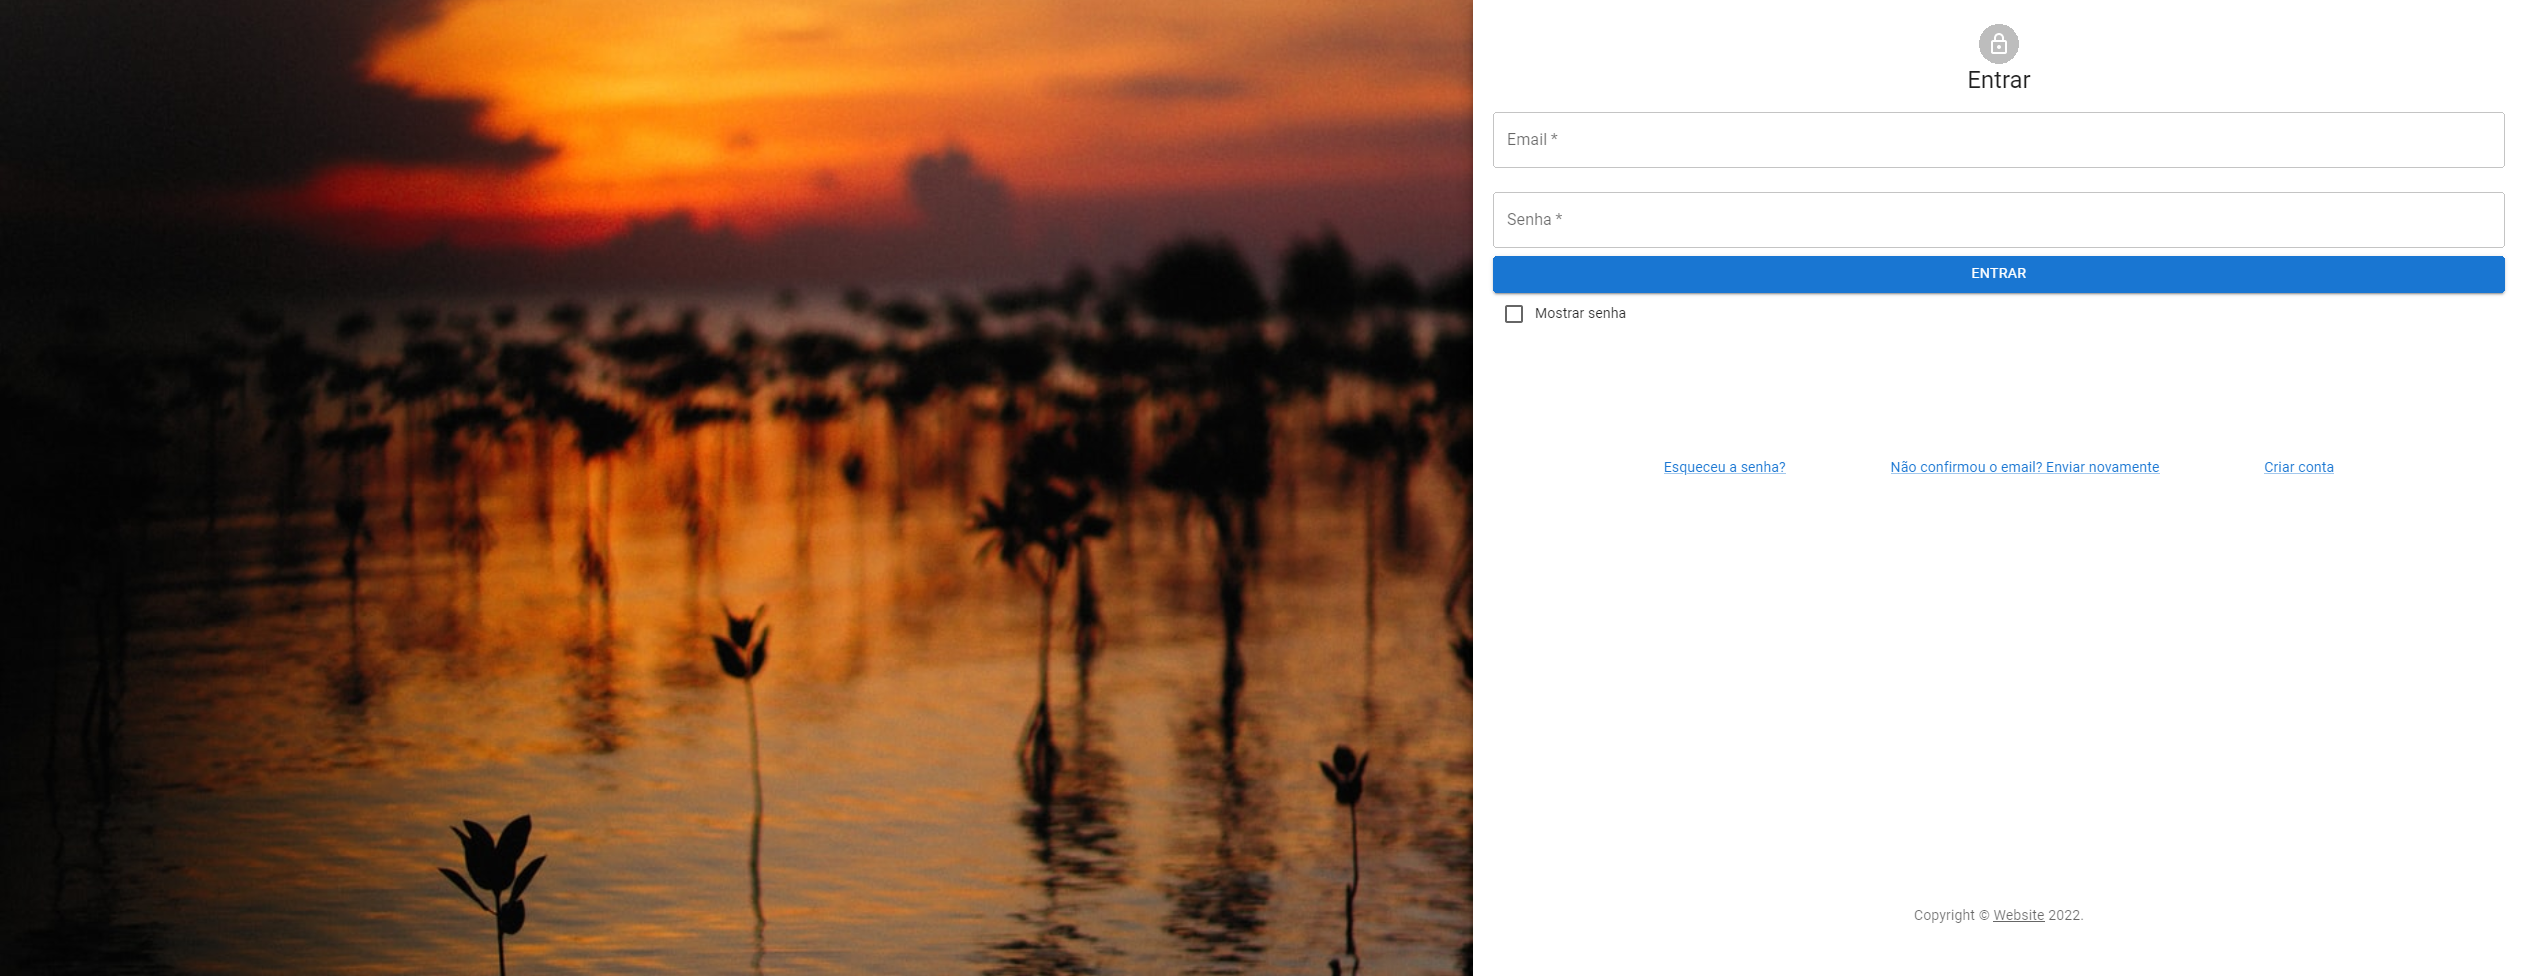 Entrar
Email *
Senha *
ENTRAR
Mostrar senha
Esqueceu a senha? Não confirmou o email? Enviar novamente Criar conta
Copyright © Website 2022.